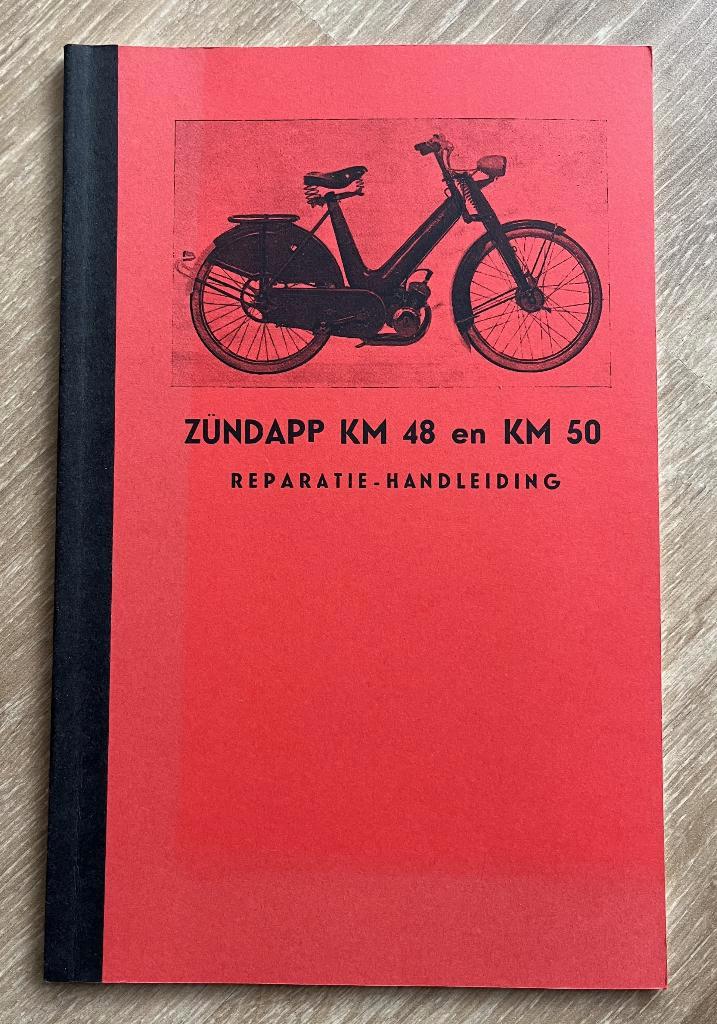 ZÜNDAPP KM 48 en KM 50
REPARATIE-HANDLEIDING